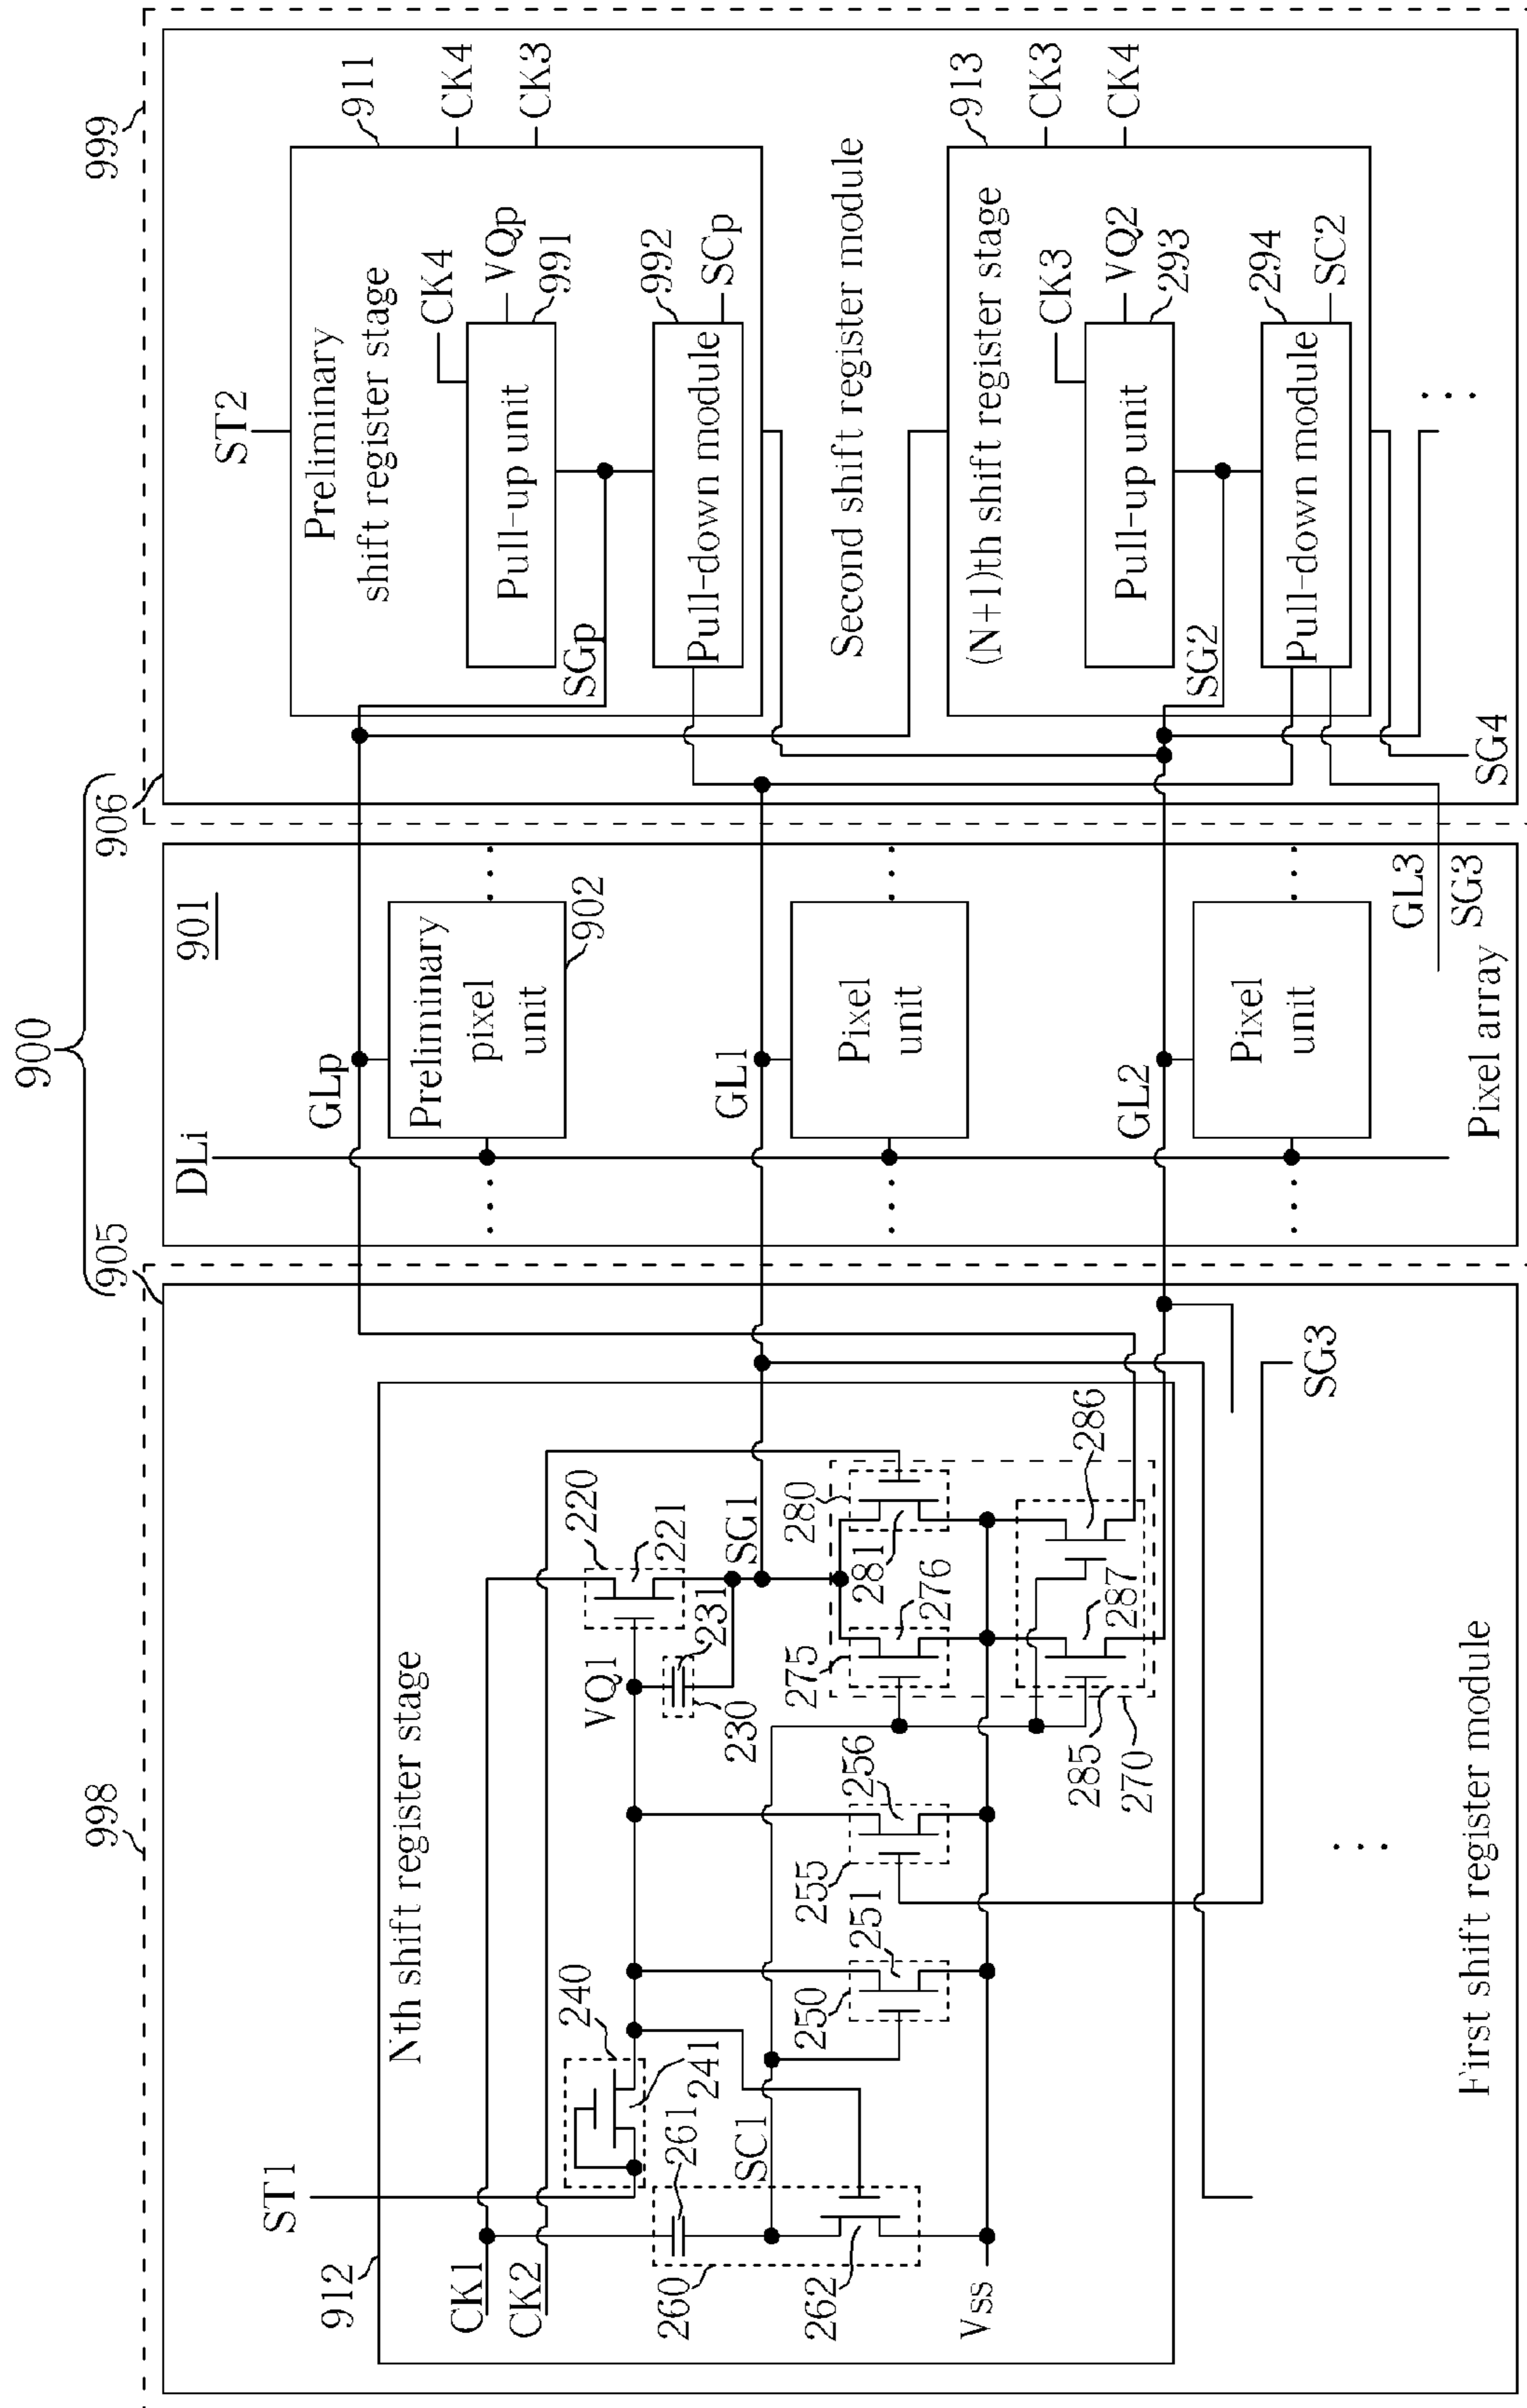 900
998
905
906
999
First shift register module
912
Nth shift register stage
ST1
CK1
CK2
Vss
260
261
262
SC1
240
241
250
251
255
256
VQ1
230
231
220
221
SG1
275
276
280
281
285
286
287
270
SG3
901
Pixel array
DLi
GLp
GL1
GL2
GL3
SG3
Preliminary
pixel
unit
902
Pixel
unit
Pixel
unit
Second shift register module
ST2
Preliminary
shift register stage
911
CK4
CK3
CK4
Pull-up unit
VQp
991
SGp
Pull-down module
992
SCp
(N+1)th shift register stage
913
CK3
CK4
CK3
Pull-up unit
VQ2
293
SG2
Pull-down module
294
SC2
SG4